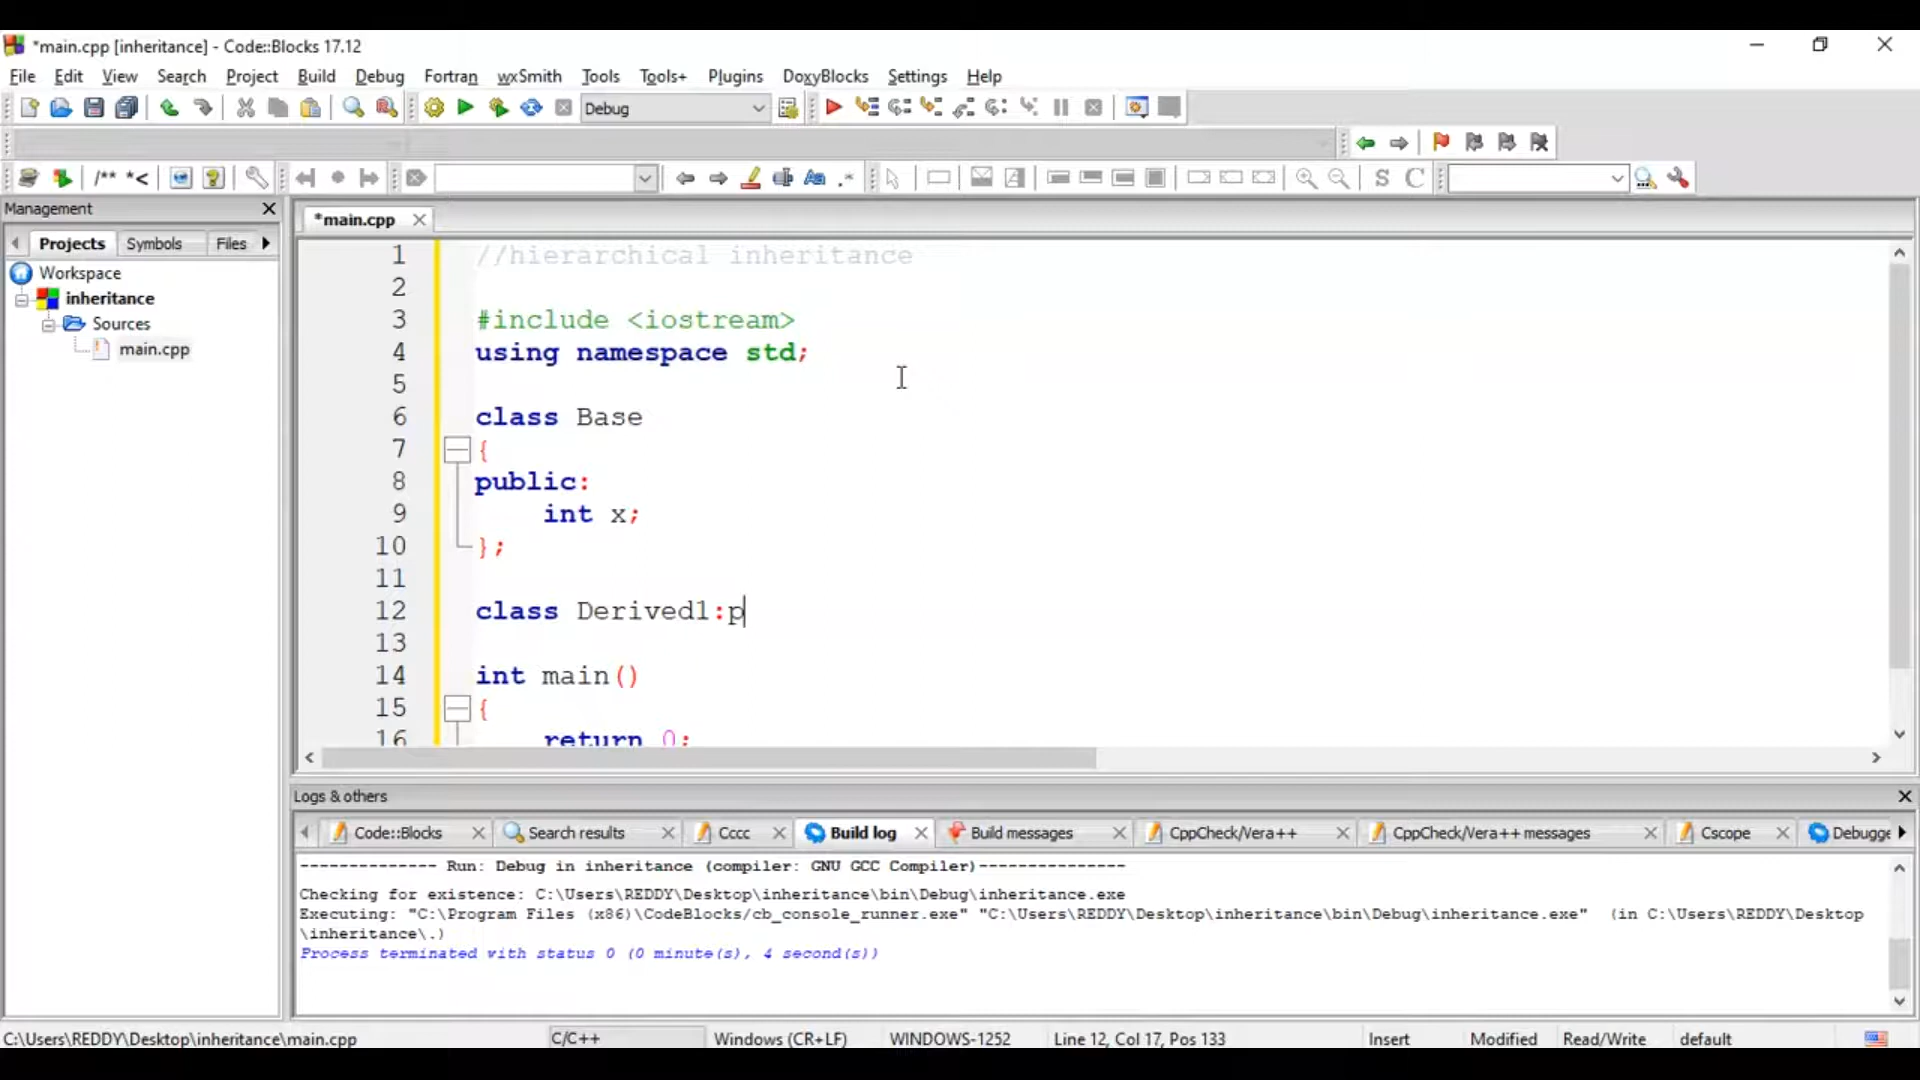 *main.cpp [inheritance] - Code::Blocks 17.12
File Edit View Search Project Build Debug Fortran wxSmith Tools Tools+ Plugins DoxyBlocks Settings Help
Debug
/** *<
S C
Management
Projects Symbols Files
*main.cpp
Workspace
inheritance
Sources
main.cpp
1 //hierarchical inheritance
2
3 #include <iostream>
4 using namespace std;
5
6 class Base
7 {
8 public:
9 int x;
10 };
11
12 class Derived1:p
13
14 int main()
15 {
16 return 0;
Logs & others
Code::Blocks Search results Cccc Build log Build messages CppCheck/Vera++ CppCheck/Vera++ messages Cscope Debugge
-------------- Run: Debug in inheritance (compiler: GNU GCC Compiler)---------------
Checking for existence: C:\Users\REDDY\Desktop\inheritance\bin\Debug\inheritance.exe
Executing: "C:\Program Files (x86)\CodeBlocks/cb_console_runner.exe" "C:\Users\REDDY\Desktop\inheritance\bin\Debug\inheritance.exe" (in C:\Users\REDDY\Desktop
\inheritance\.)
Process terminated with status 0 (0 minute(s), 4 second(s))
C:\Users\REDDY\Desktop\inheritance\main.cpp C/C++ Windows (CR+LF) WINDOWS-1252 Line 12, Col 17, Pos 133 Insert Modified Read/Write default